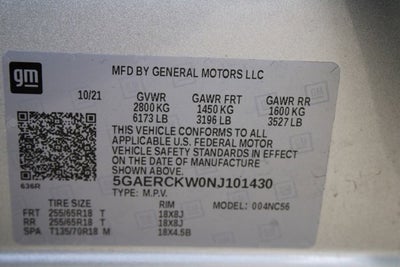 gm
MFD BY GENERAL MOTORS LLC
10/21 GVWR GAWR FRT GAWR RR
2800 KG 1450 KG 1600 KG
6173 LB 3196 LB 3527 LB
THIS VEHICLE CONFORMS TO ALL
APPLICABLE U.S. FEDERAL MOTOR
VEHICLE SAFETY STANDARDS IN EFFECT
ON THE DATE OF MANUFACTURE
SHOWN ABOVE.
636R
5GAERCKW0NJ101430
TYPE: M.P.V. MODEL: 004NC56
TIRE SIZE RIM
FRT 255/65R18 T 18X8J
RR 255/65R18 T 18X8J
SPA T135/70R18 M 18X4.5B